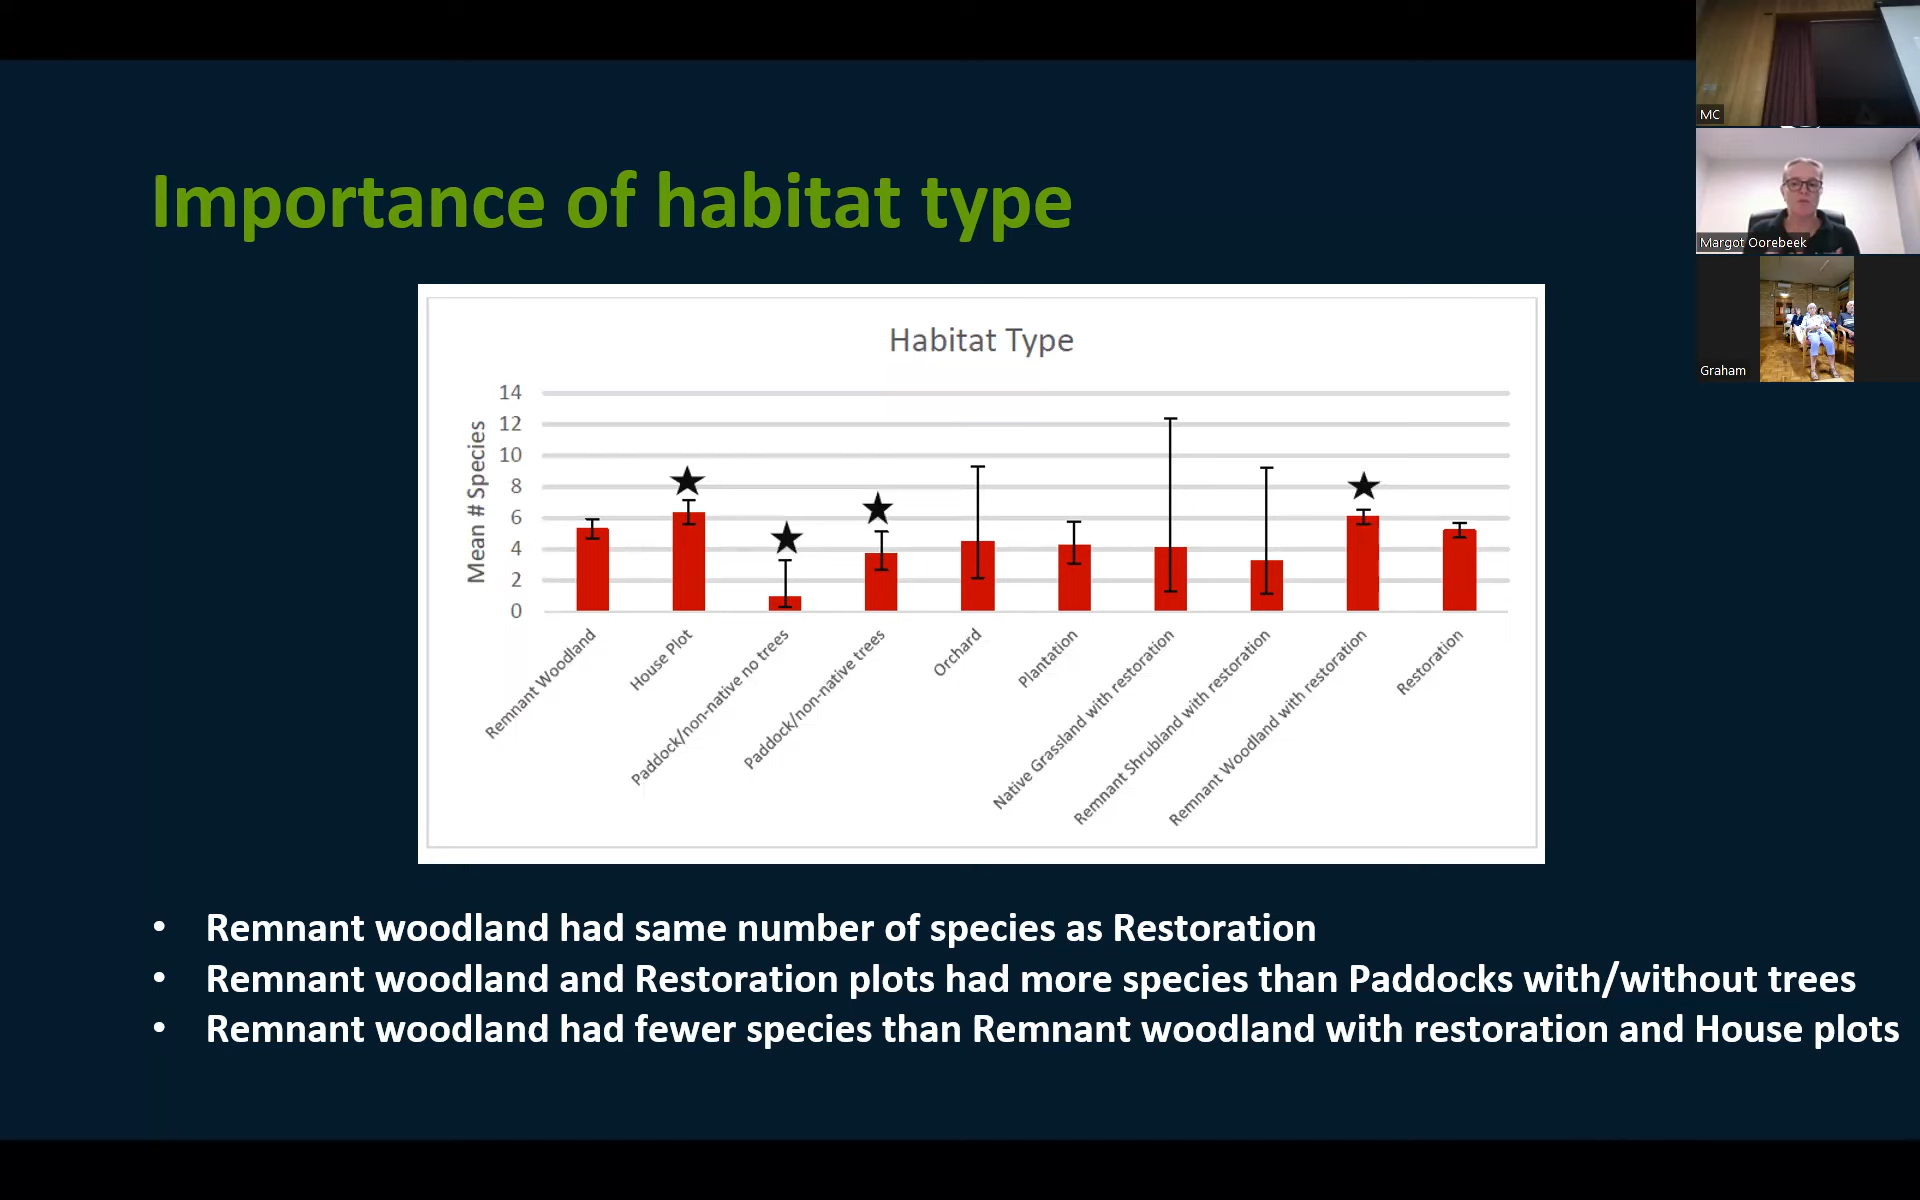 MC
Margot Oorebeek
Graham
Importance of habitat type
Habitat Type
Mean # Species
14
12
10
8
6
4
2
0
Remnant Woodland
House Plot
Paddock/non-native no trees
Paddock/non-native trees
Orchard
Plantation
Native Grassland with restoration
Remnant Shrubland with restoration
Remnant Woodland with restoration
Restoration
• Remnant woodland had same number of species as Restoration
• Remnant woodland and Restoration plots had more species than Paddocks with/without trees
• Remnant woodland had fewer species than Remnant woodland with restoration and House plots